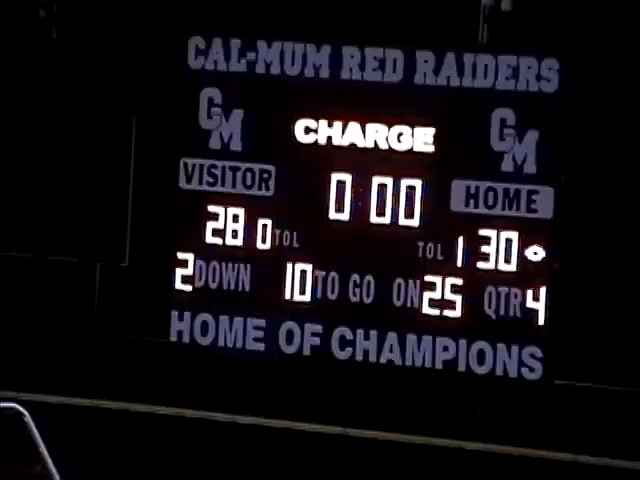 CAL-MUM RED RAIDERS
CM CHARGE CM
VISITOR 0 00 HOME
28 0 TOL TOL 1 30
2 DOWN 10 TO GO ON 25 QTR 4
HOME OF CHAMPIONS